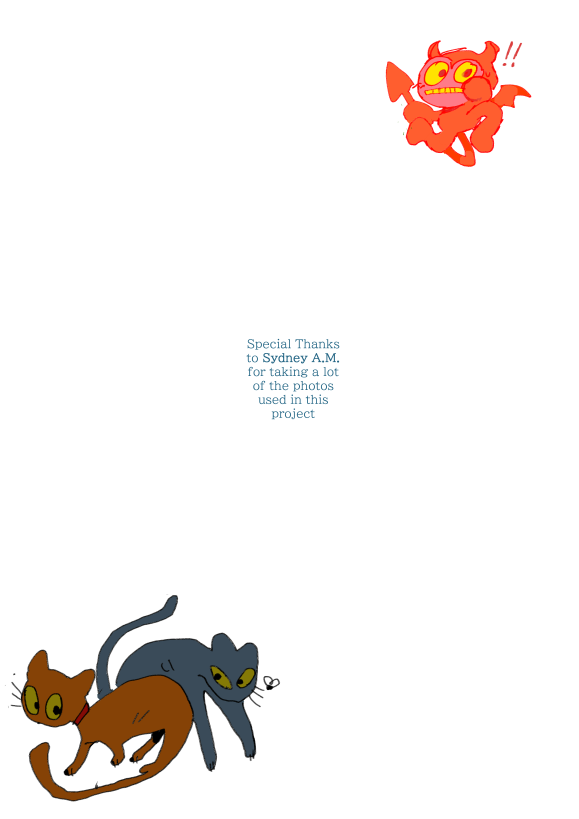 !!
Special Thanks
to Sydney A.M.
for taking a lot
of the photos
used in this
project